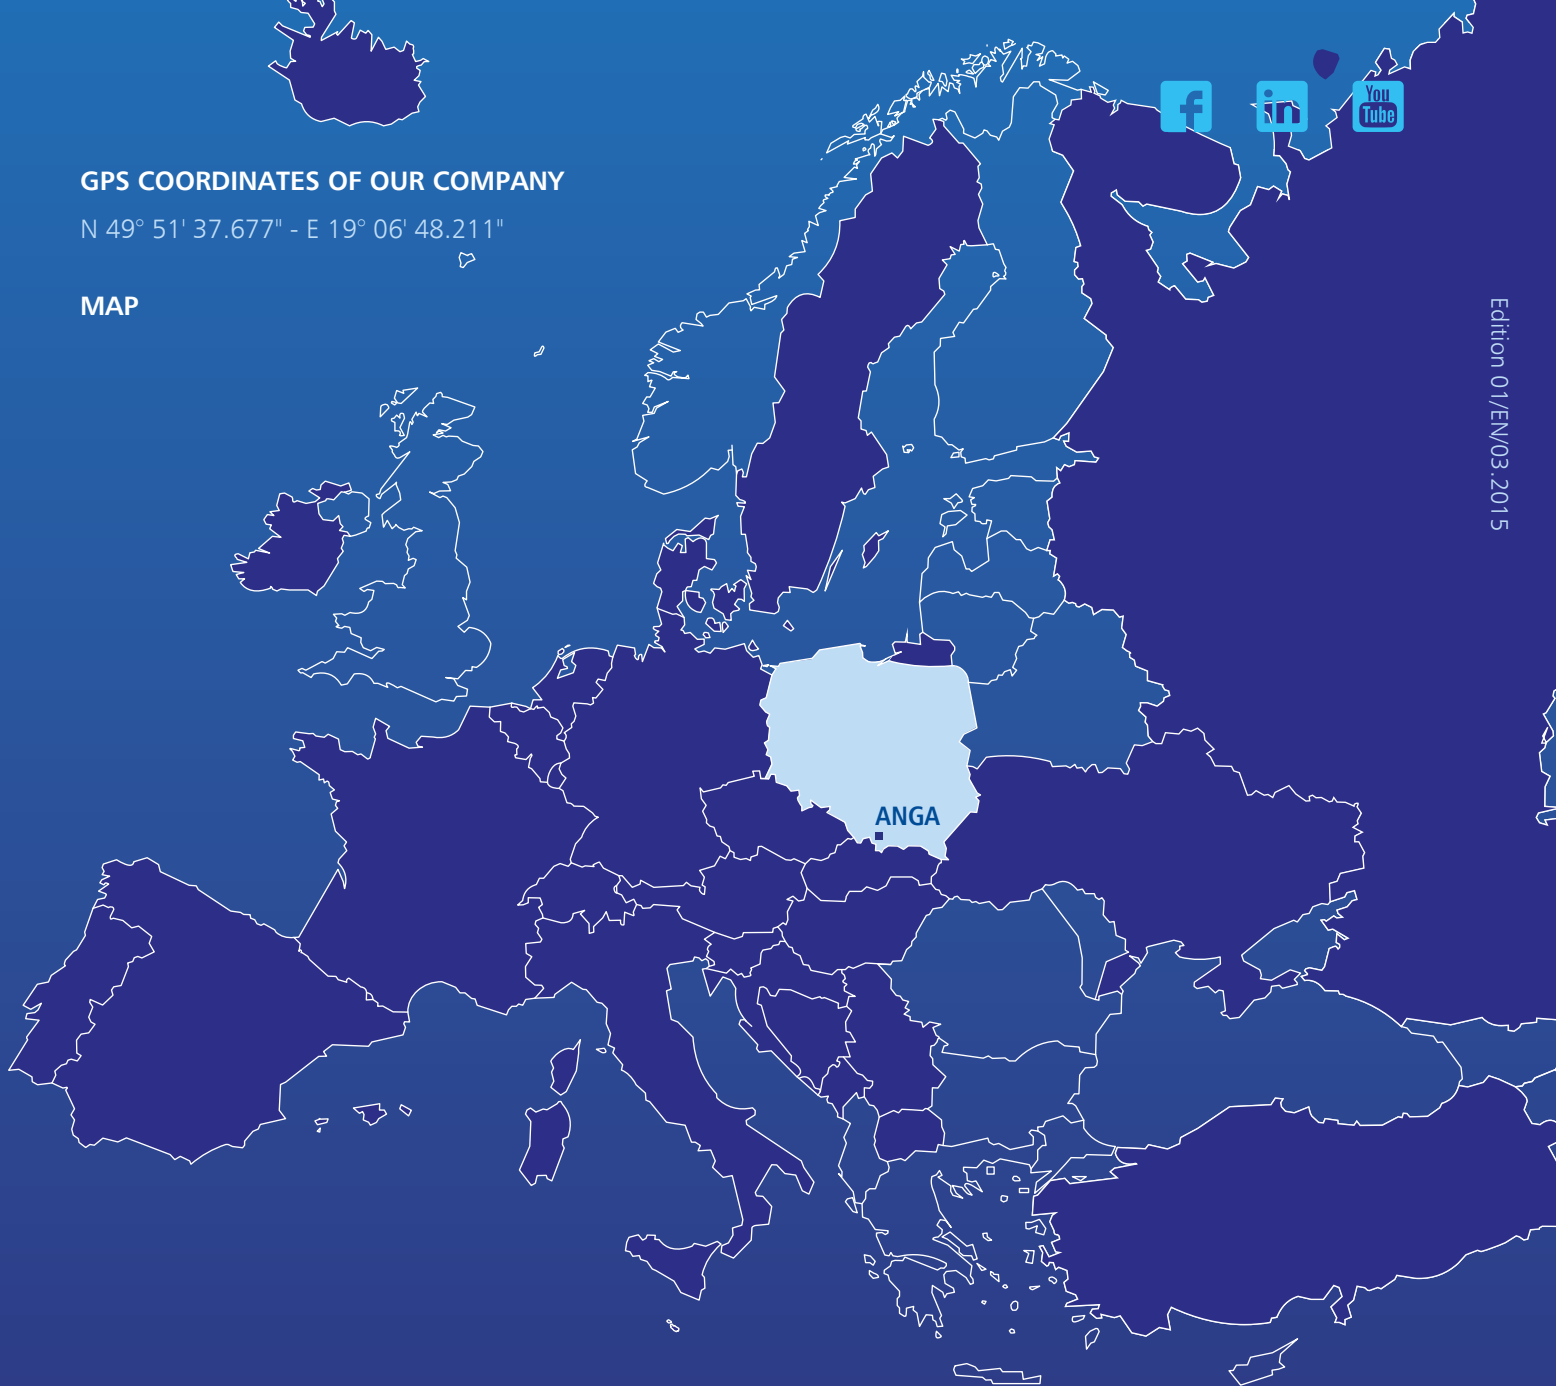 f
in
You
Tube
GPS COORDINATES OF OUR COMPANY
N 49° 51' 37.677" - E 19° 06' 48.211"
MAP
Edition 01/EN/03.2015
ANGA